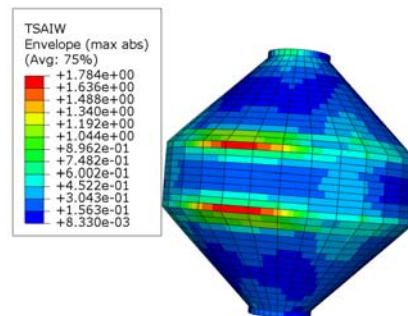 TSAIW
Envelope (max abs)
(Avg: 75%)
+1.784e+00
+1.636e+00
+1.488e+00
+1.340e+00
+1.192e+00
+1.044e+00
+8.962e-01
+7.482e-01
+6.002e-01
+4.522e-01
+3.043e-01
+1.563e-01
+8.330e-03